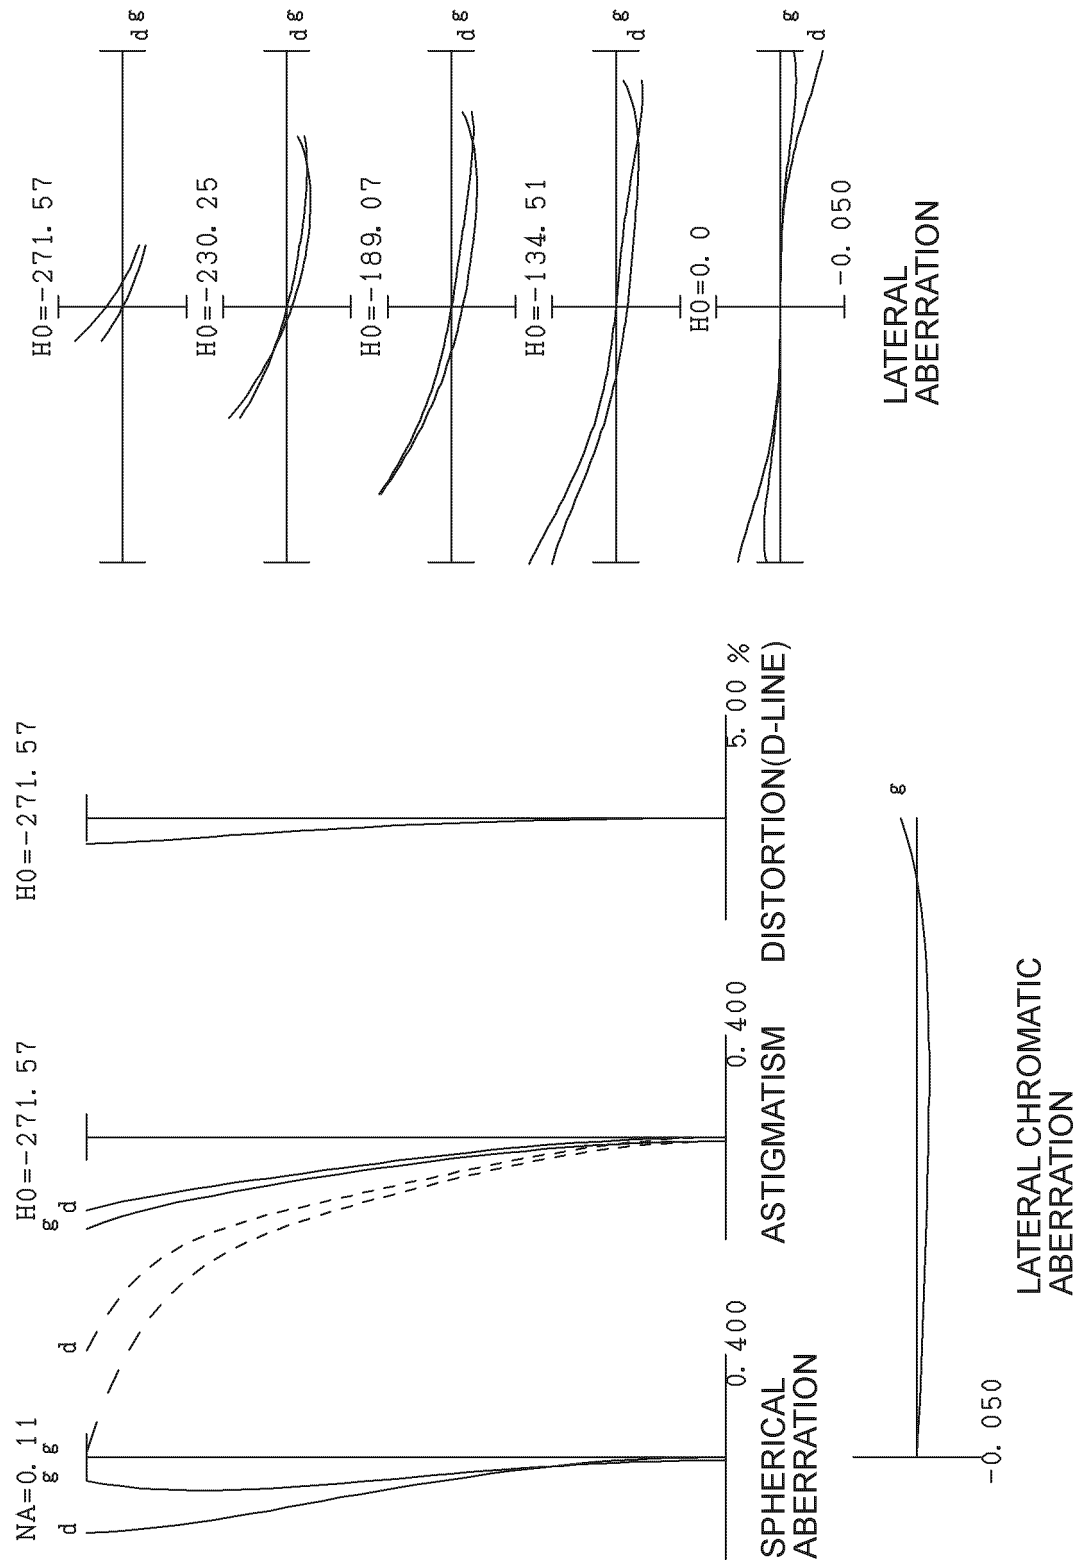 NA=0. 11
g
d
0. 400
SPHERICAL
ABERRATION
H0=-271. 57
g
d
g
d
0. 400
ASTIGMATISM
H0=-271. 57
5. 00 %
DISTORTION(D-LINE)
g
-0. 050
LATERAL CHROMATIC
ABERRATION
H0=-271. 57
g
d
H0=-230. 25
g
d
H0=-189. 07
g
d
H0=-134. 51
g
d
H0=0. 0
g
d
-0. 050
LATERAL
ABERRATION